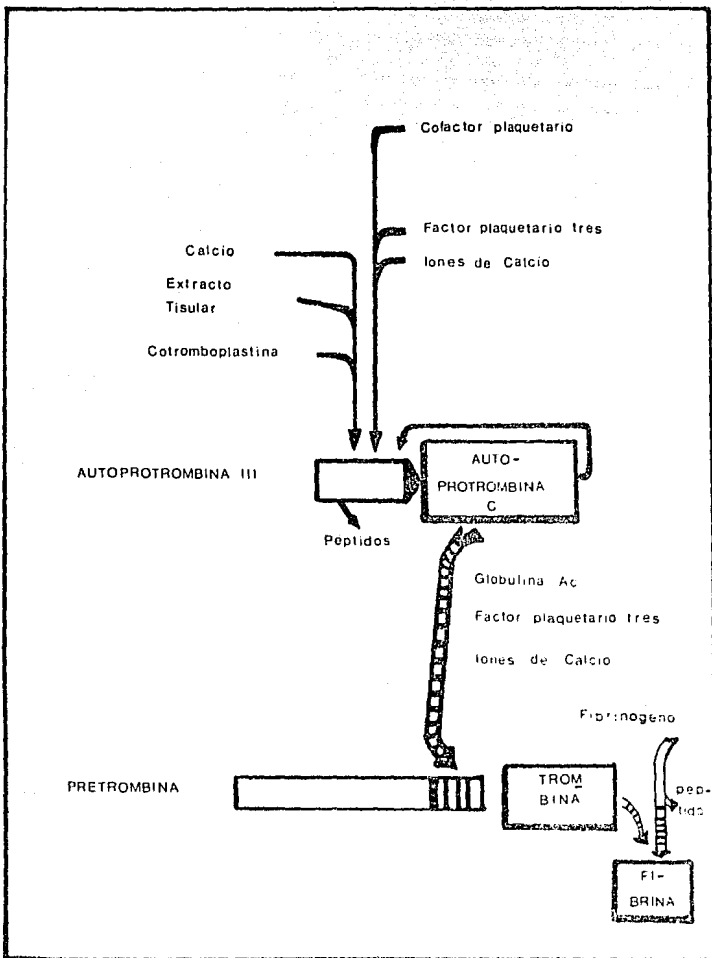 Cofactor plaquetario
Factor plaquetario tres
Iones de Calcio
Calcio
Extracto
Tisular
Cotromboplastina
AUTOPROTROMBINA III
AUTO-
PROTROMBINA
C
Peptidos
Globulina Ac
Factor plaquetario tres
Iones de Calcio
Fibrinogeno
PRETROMBINA
TROM
BINA
pep-
tido
FI-
BRINA